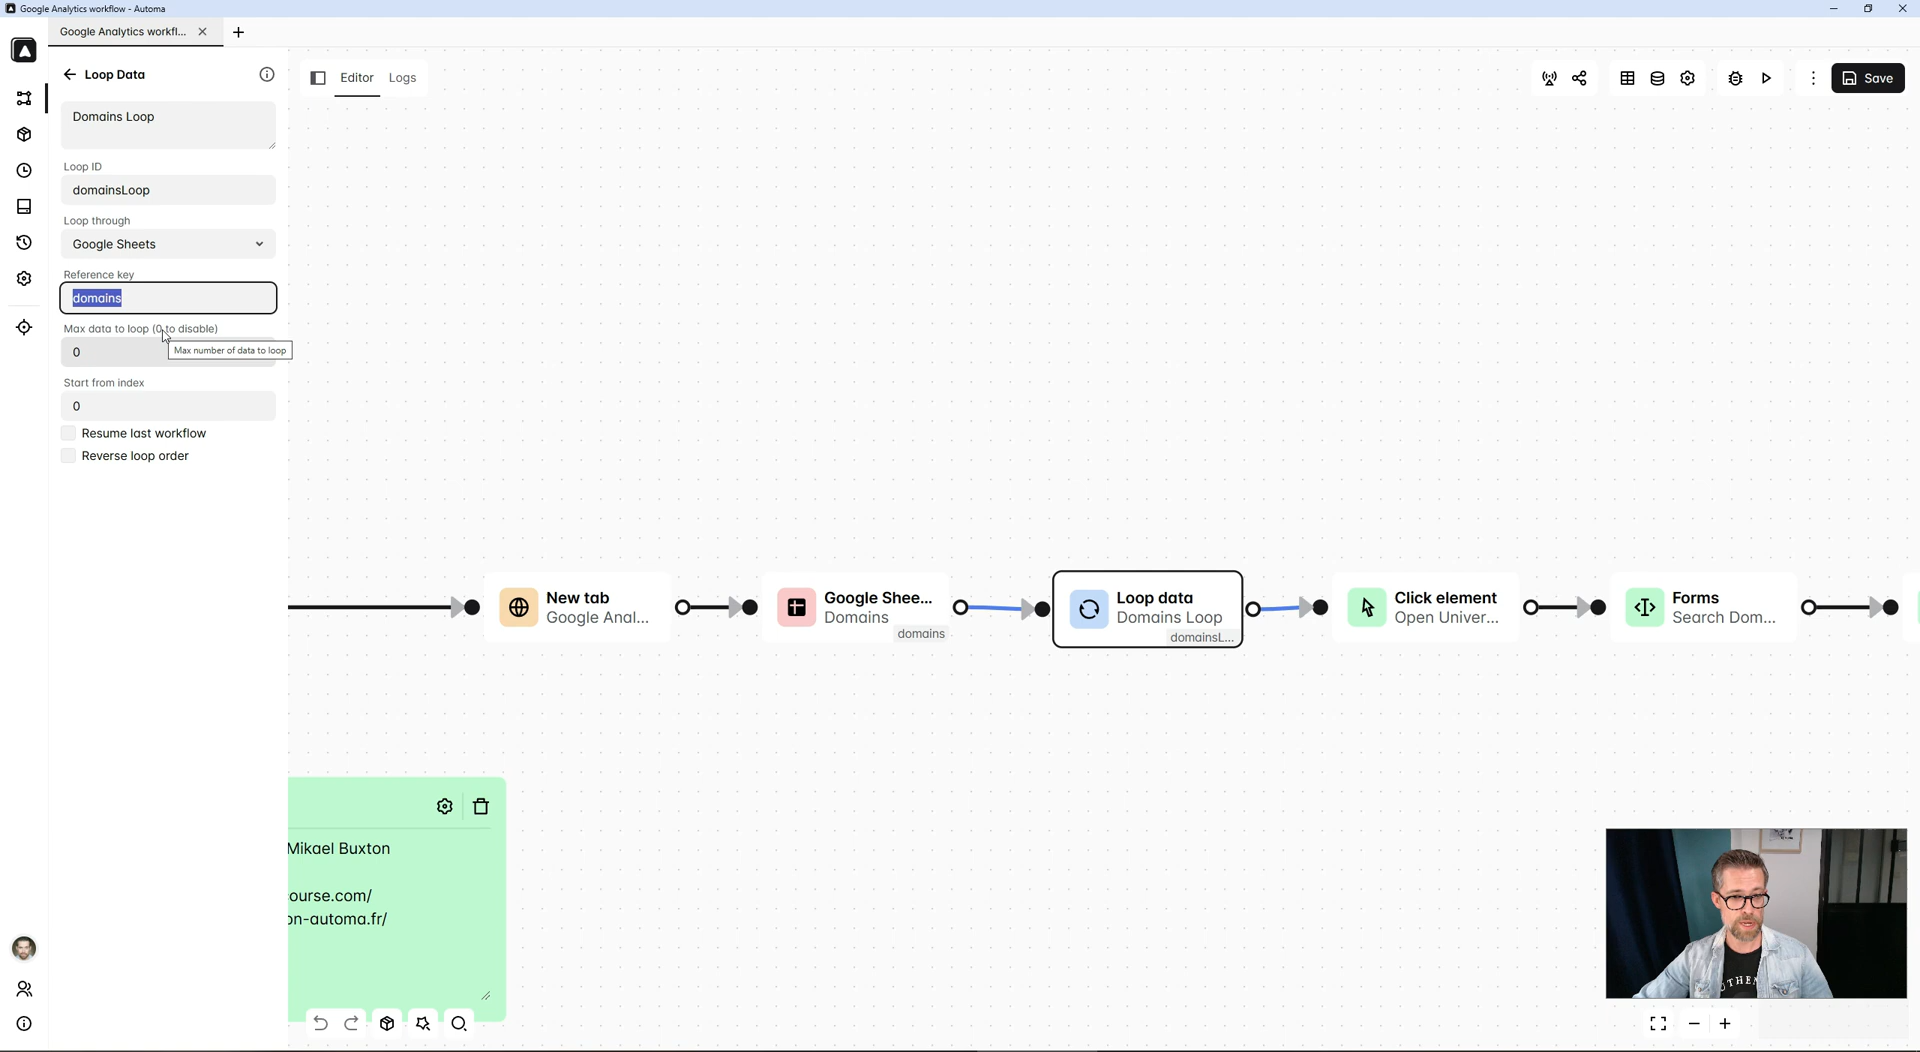 Google Analytics workflow - Automa
Google Analytics workfl...
Loop Data
Editor
Logs
Save
Domains Loop
Loop ID
domainsLoop
Loop through
Google Sheets
Reference key
domains
Max data to loop (0 to disable)
0
Max number of data to loop
Start from index
0
Resume last workflow
Reverse loop order
New tab
Google Anal...
Google Shee...
Domains
domains
Loop data
Domains Loop
domainsL...
Click element
Open Univer...
Forms
Search Dom...
Mikael Buxton
ourse.com/
on-automa.fr/
UTHEN